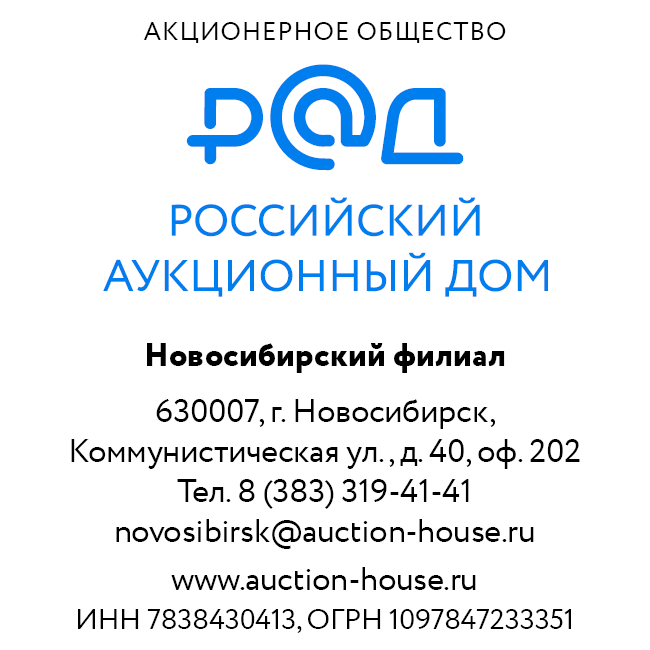 АКЦИОНЕРНОЕ ОБЩЕСТВО
Р@Д
РОССИЙСКИЙ
АУКЦИОННЫЙ ДОМ
Новосибирский филиал
630007, г. Новосибирск,
Коммунистическая ул., д. 40, оф. 202
Тел. 8 (383) 319-41-41
novosibirsk@auction-house.ru
www.auction-house.ru
ИНН 7838430413, ОГРН 1097847233351